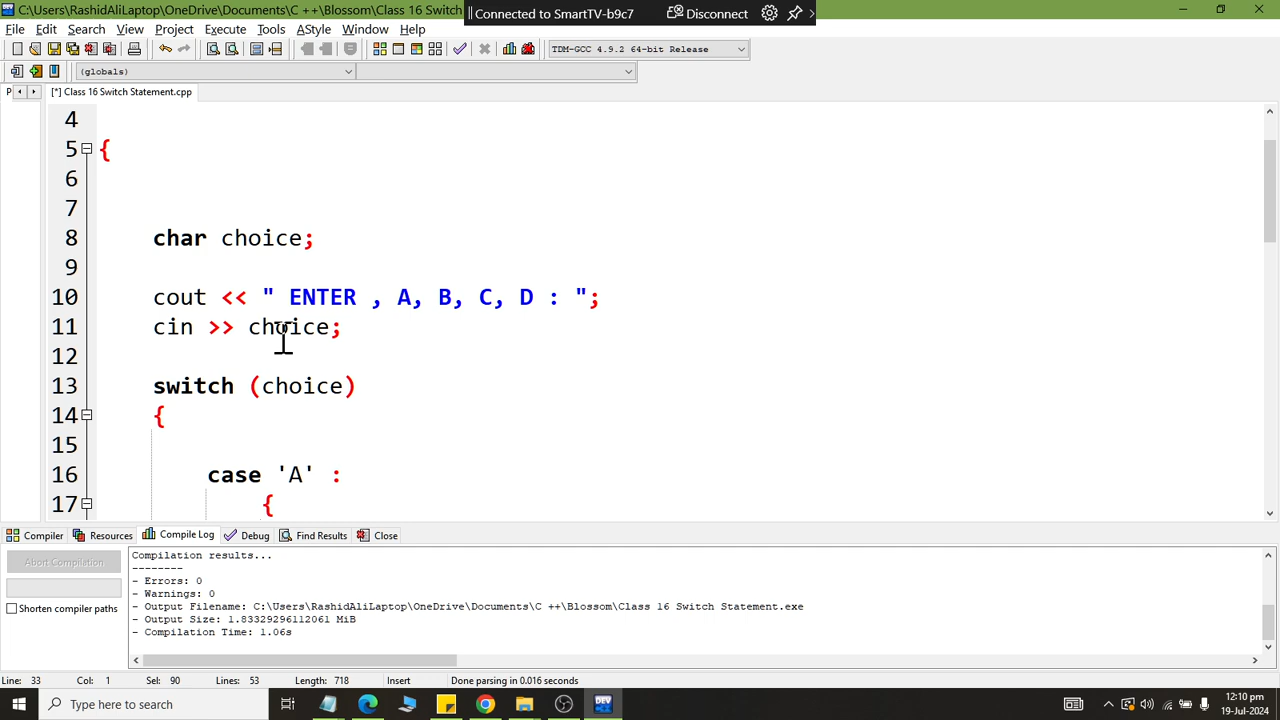 C:\Users\RashidAliLaptop\OneDrive\Documents\C ++\Blossom\Class 16 Switch
Connected to SmartTV-b9c7 Disconnect
File Edit Search View Project Execute Tools AStyle Window Help
TDM-GCC 4.9.2 64-bit Release
(globals)
P [*] Class 16 Switch Statement.cpp
4
5 {
6
7
8 char choice;
9
10 cout << " ENTER , A, B, C, D : ";
11 cin >> choice;
12
13 switch (choice)
14 {
15
16 case 'A' :
17 {
Compiler Resources Compile Log Debug Find Results Close
Abort Compilation
Shorten compiler paths
Compilation results...
--------
- Errors: 0
- Warnings: 0
- Output Filename: C:\Users\RashidAliLaptop\OneDrive\Documents\C ++\Blossom\Class 16 Switch Statement.exe
- Output Size: 1.83329296112061 MiB
- Compilation Time: 1.06s
Line: 33 Col: 1 Sel: 90 Lines: 53 Length: 718 Insert Done parsing in 0.016 seconds
Type here to search
DEV
12:10 pm
19-Jul-2024